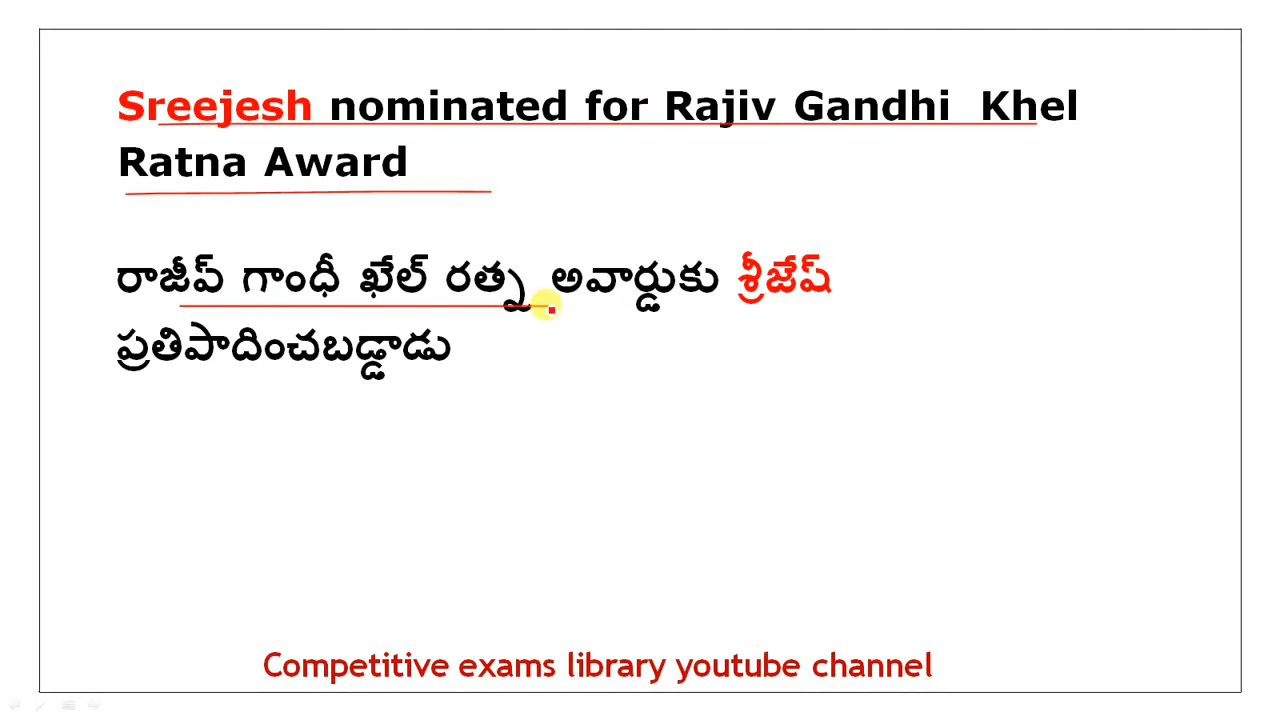 Sreejesh nominated for Rajiv Gandhi Khel
Ratna Award
రాజీవ్ గాంధీ ఖేల్ రత్న అవార్డుకు శ్రీజేష్
ప్రతిపాదించబడ్డాడు
Competitive exams library youtube channel